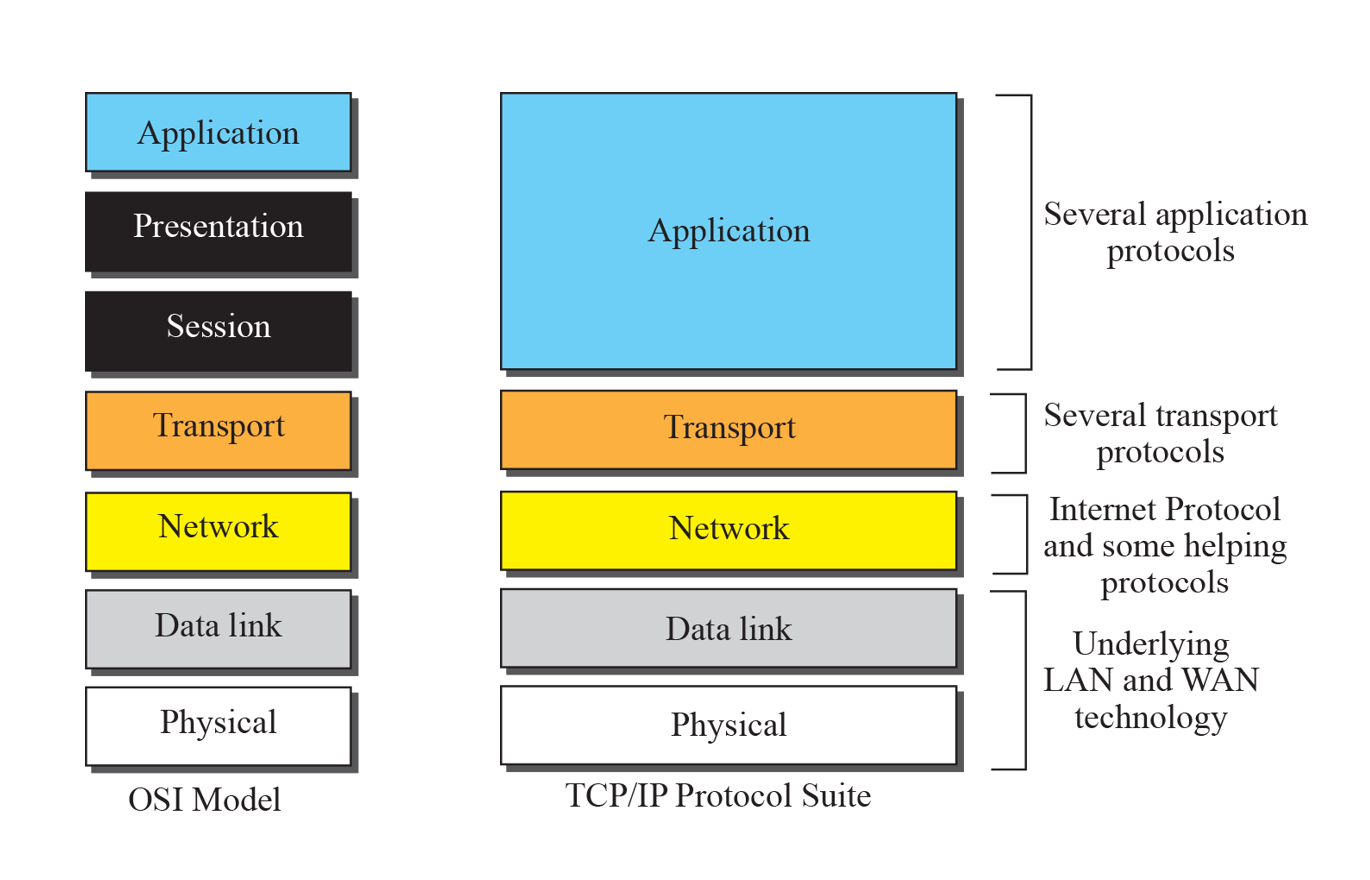 Application
Presentation
Session
Transport
Network
Data link
Physical
OSI Model
Application
Transport
Network
Data link
Physical
TCP/IP Protocol Suite
Several application
protocols
Several transport
protocols
Internet Protocol
and some helping
protocols
Underlying
LAN and WAN
technology